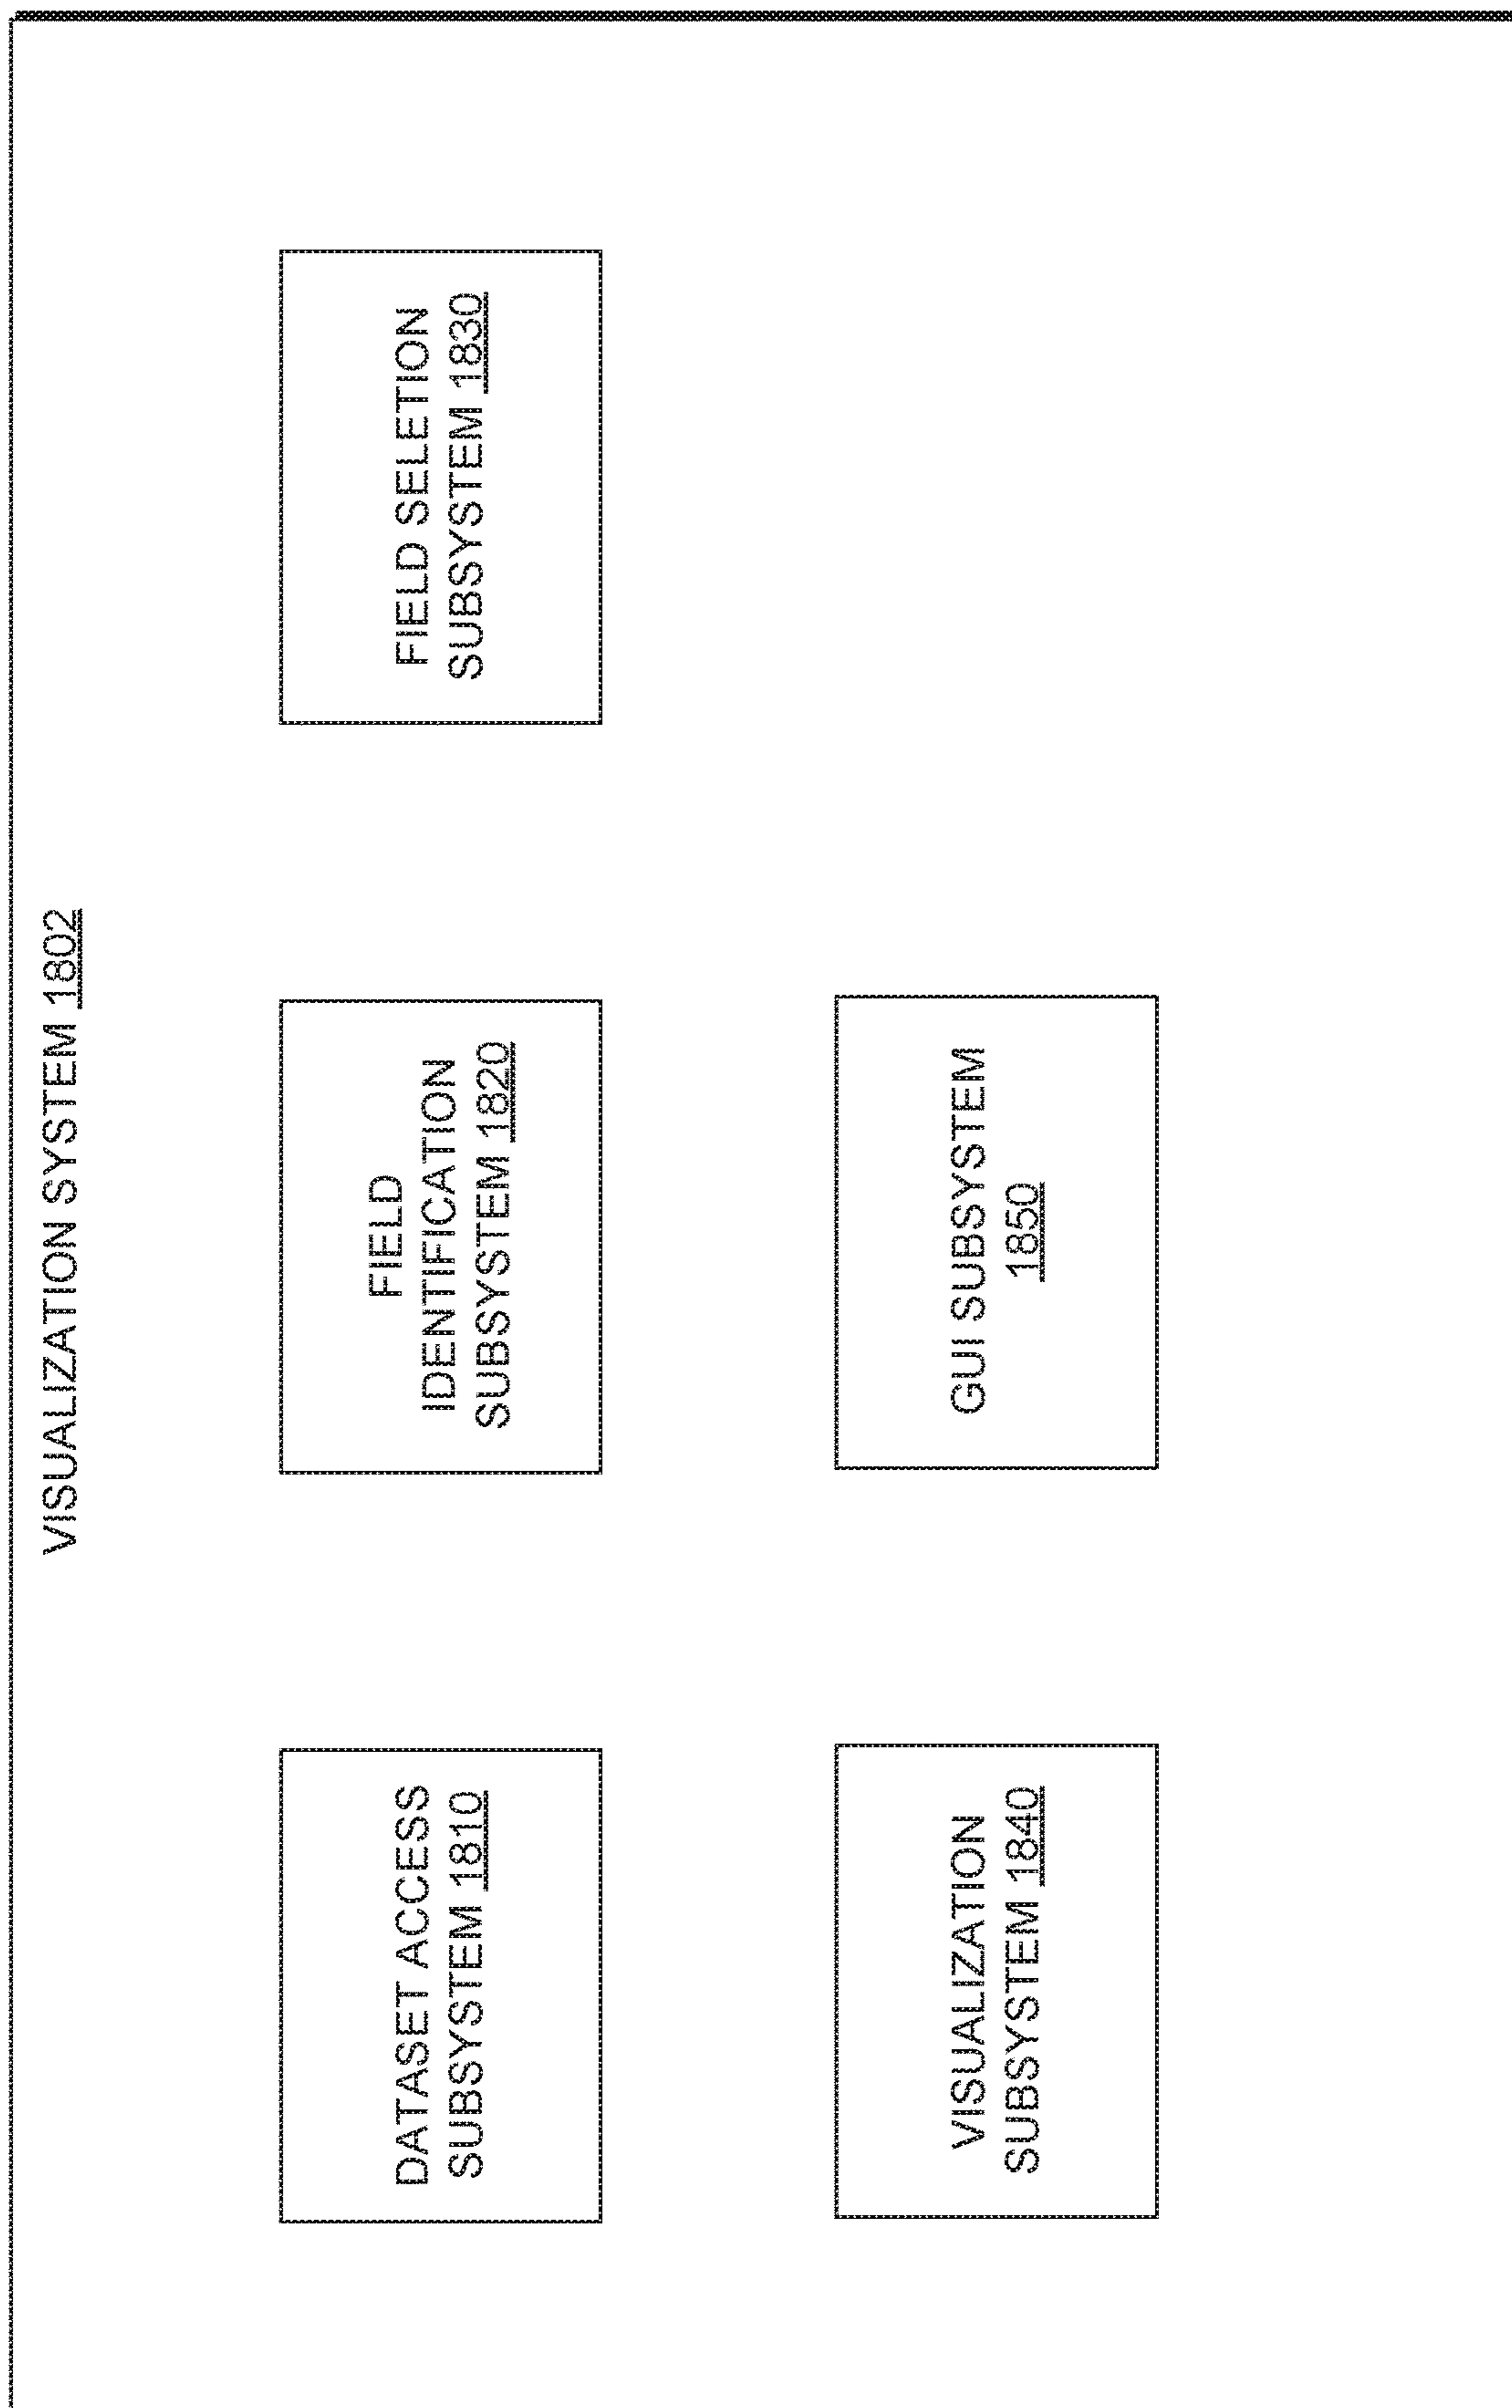 VISUALIZATION SYSTEM 1802
DATASET ACCESS
SUBSYSTEM 1810
FIELD
IDENTIFICATION
SUBSYSTEM 1820
FIELD SELETION
SUBSYSTEM 1830
VISUALIZATION
SUBSYSTEM 1840
GUI SUBSYSTEM
1850